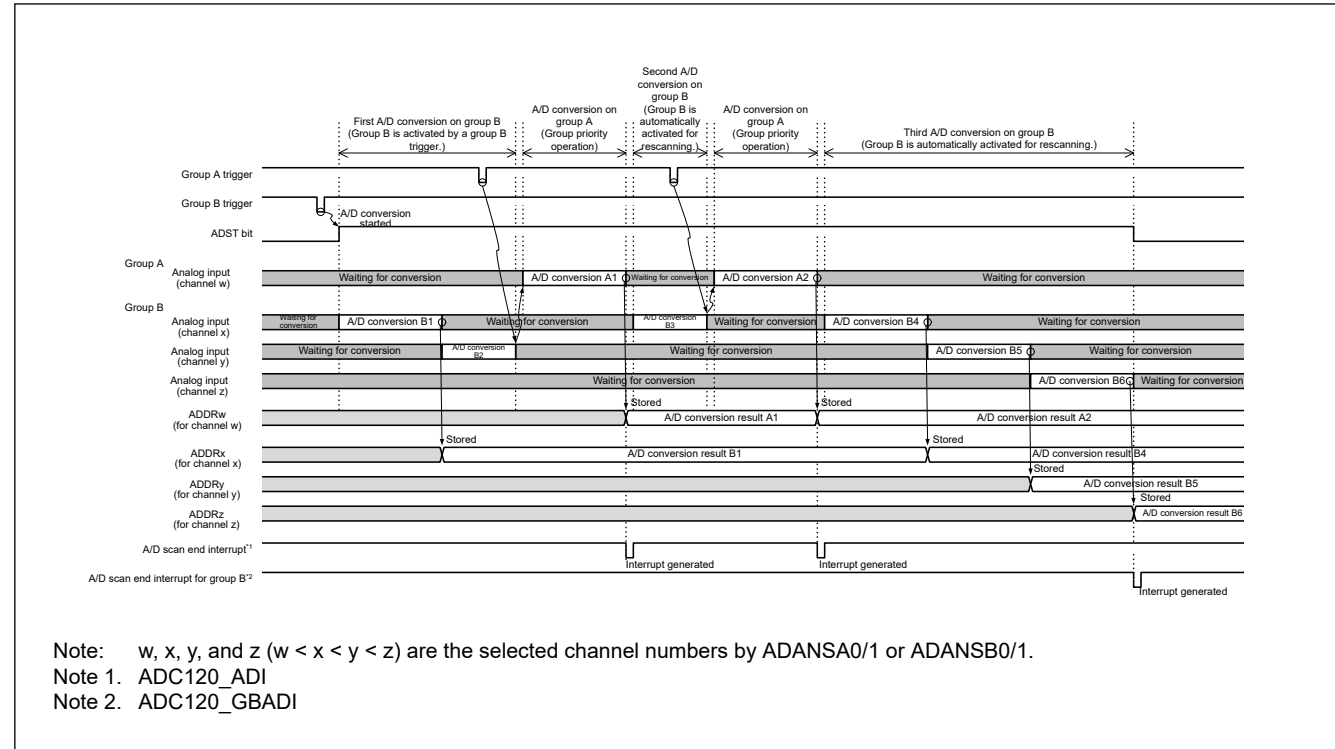 First A/D conversion on group B
(Group B is activated by a group B
trigger.)
A/D conversion on
group A
(Group priority
operation)
Second A/D
conversion on
group B
(Group B is
automatically
activated for
rescanning.)
A/D conversion on
group A
(Group priority
operation)
Third A/D conversion on group B
(Group B is automatically activated for rescanning.)
Group A trigger
Group B trigger
A/D conversion
started
ADST bit
Group A
Analog input
(channel w)
Waiting for conversion
A/D conversion A1
Waiting for conversion
A/D conversion A2
Waiting for conversion
Group B
Analog input
(channel x)
Waiting for
conversion
A/D conversion B1
Waiting for conversion
A/D conversion
B3
Waiting for conversion
A/D conversion B4
Waiting for conversion
Analog input
(channel y)
Waiting for conversion
A/D conversion
B2
Waiting for conversion
A/D conversion B5
Waiting for conversion
Analog input
(channel z)
Waiting for conversion
A/D conversion B6
Waiting for conversion
Stored
Stored
ADDRw
(for channel w)
A/D conversion result A1
A/D conversion result A2
Stored
Stored
ADDRx
(for channel x)
A/D conversion result B1
A/D conversion result B4
Stored
ADDRy
(for channel y)
A/D conversion result B5
Stored
ADDRz
(for channel z)
A/D conversion result B6
A/D scan end interrupt*1
Interrupt generated
Interrupt generated
A/D scan end interrupt for group B*2
Interrupt generated
Note: w, x, y, and z (w < x < y < z) are the selected channel numbers by ADANSA0/1 or ADANSB0/1.
Note 1. ADC120_ADI
Note 2. ADC120_GBADI